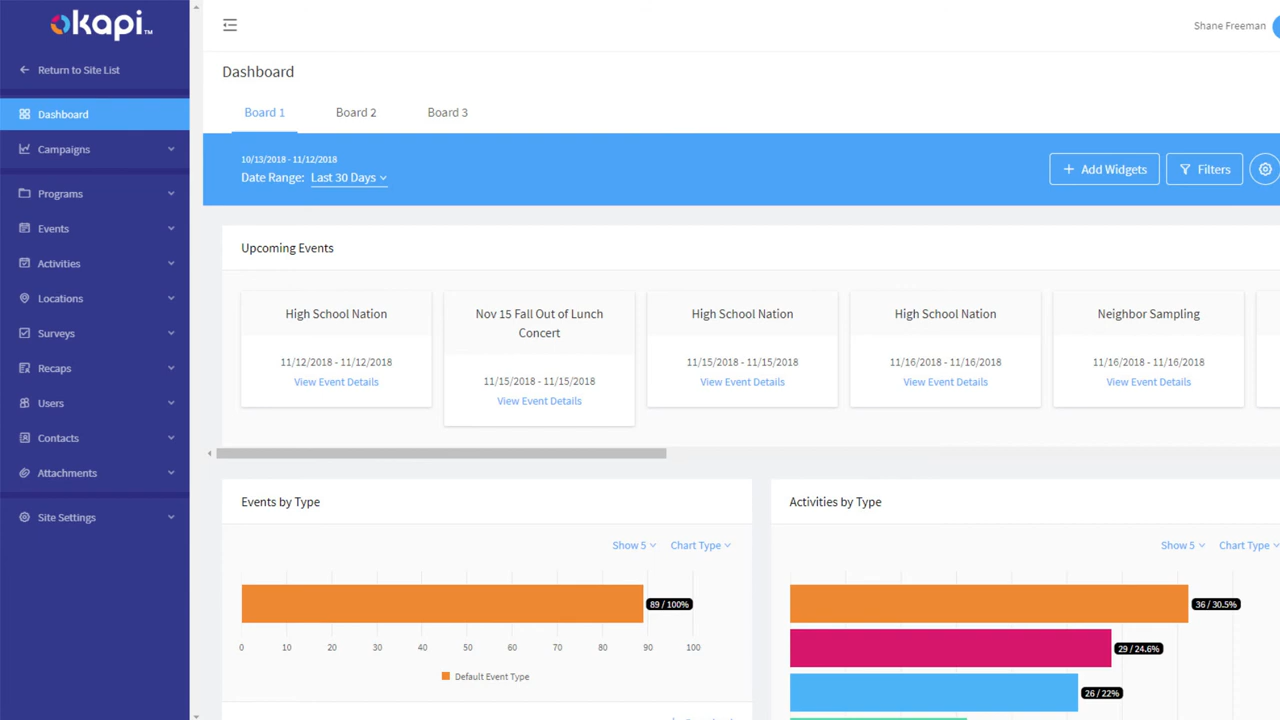 okapi™
Return to Site List
Dashboard
Campaigns
Programs
Events
Activities
Locations
Surveys
Recaps
Users
Contacts
Attachments
Site Settings
Shane Freeman
Dashboard
Board 1 Board 2 Board 3
10/13/2018 - 11/12/2018
Date Range: Last 30 Days
Add Widgets Filters
Upcoming Events
High School Nation
11/12/2018 - 11/12/2018
View Event Details
Nov 15 Fall Out of Lunch
Concert
11/15/2018 - 11/15/2018
View Event Details
High School Nation
11/15/2018 - 11/15/2018
View Event Details
High School Nation
11/16/2018 - 11/16/2018
View Event Details
Neighbor Sampling
11/16/2018 - 11/16/2018
View Event Details
Events by Type
Show 5 Chart Type
89 / 100%
0 10 20 30 40 50 60 70 80 90 100
Default Event Type
Activities by Type
Show 5 Chart Type
36 / 30.5%
29 / 24.6%
26 / 22%